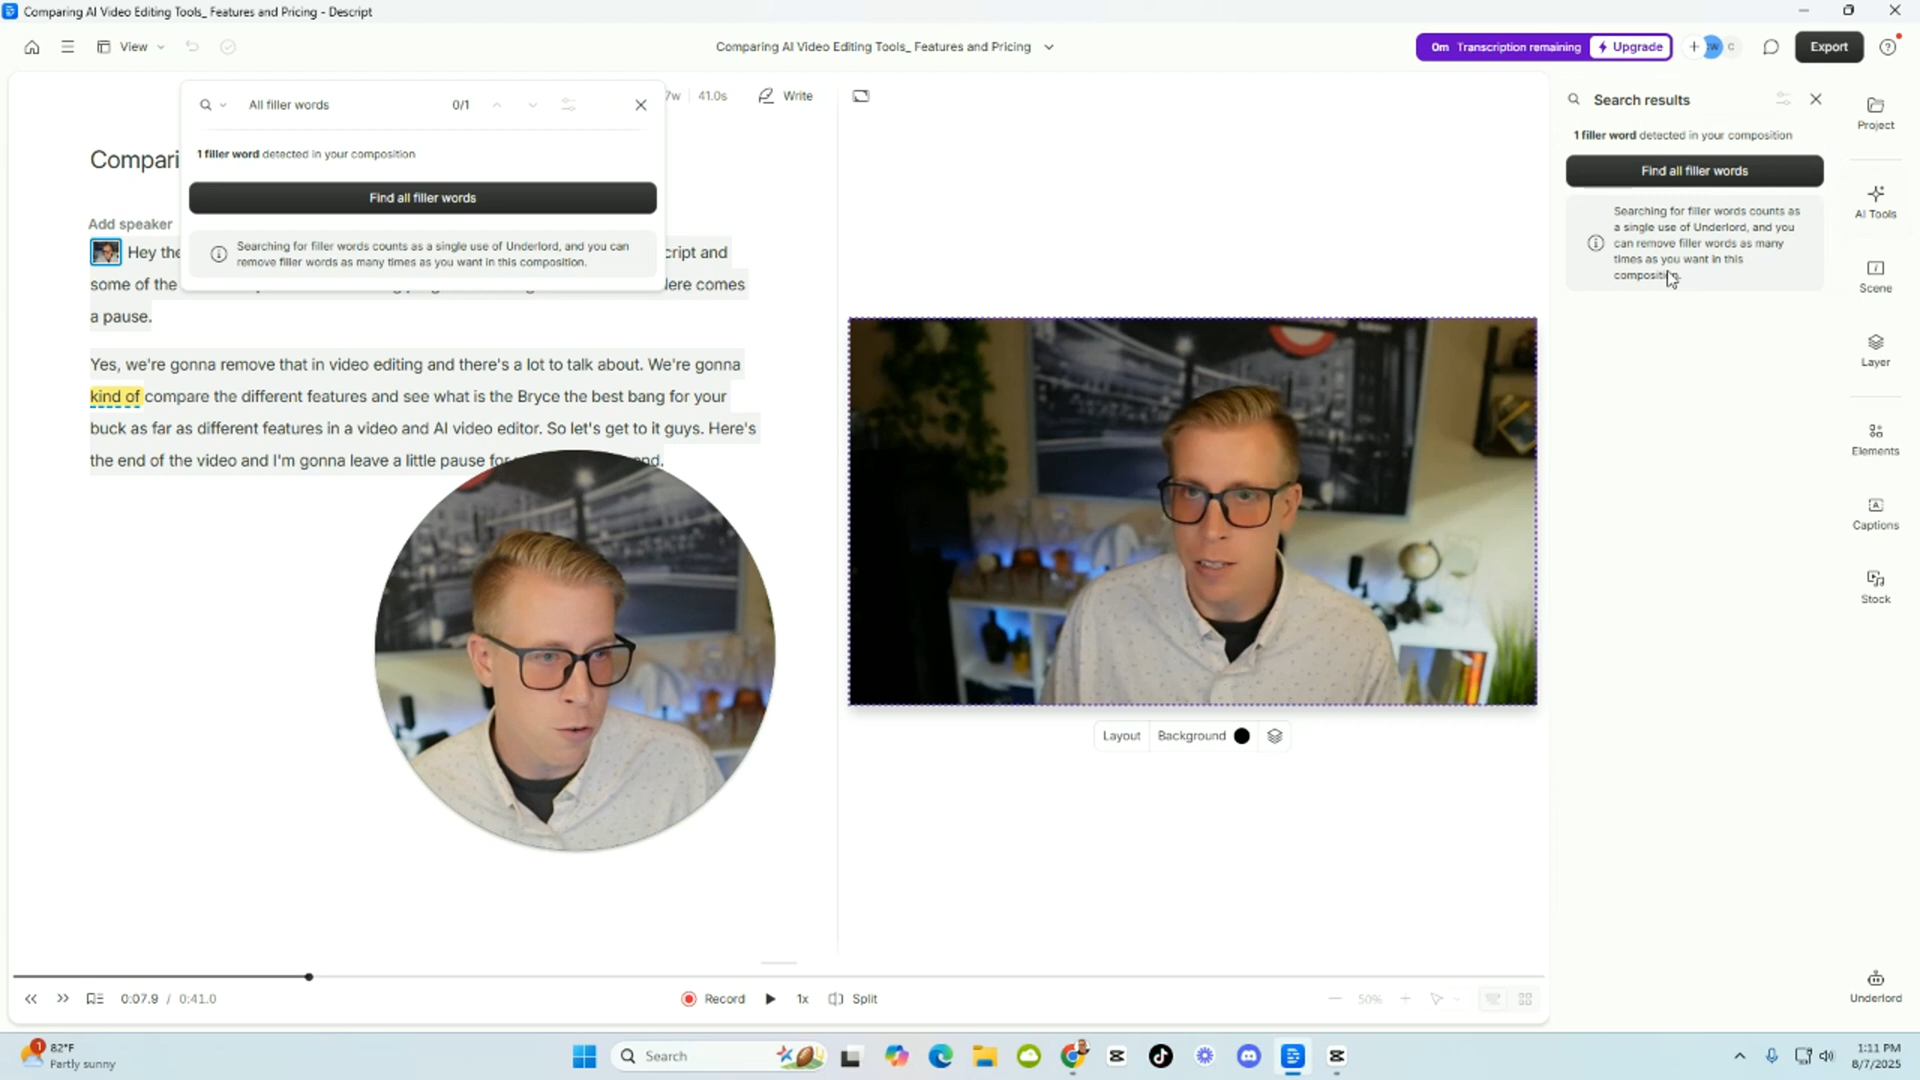 Comparing AI Video Editing Tools_ Features and Pricing - Descript
View
Comparing AI Video Editing Tools_ Features and Pricing
0m Transcription remaining
Upgrade
W
C
Export
All filler words
0/1
7w
41.0s
Write
1 filler word detected in your composition
Find all filler words
Searching for filler words counts as a single use of Underlord, and you can
remove filler words as many times as you want in this composition.
Compari
Add speaker
Hey the
cript and
some of the
Here comes
a pause.
Yes, we're gonna remove that in video editing and there's a lot to talk about. We're gonna
kind of compare the different features and see what is the Bryce the best bang for your
buck as far as different features in a video and AI video editor. So let's get to it guys. Here's
the end of the video and I'm gonna leave a little pause for
nd.
Layout
Background
Search results
1 filler word detected in your composition
Find all filler words
Searching for filler words counts as
a single use of Underlord, and you
can remove filler words as many
times as you want in this
composition.
Project
AI Tools
Scene
Layer
Elements
Captions
Stock
Underlord
0:07.9 / 0:41.0
Record
1x
Split
50%
1
82°F
Partly sunny
Search
1:11 PM
8/7/2025